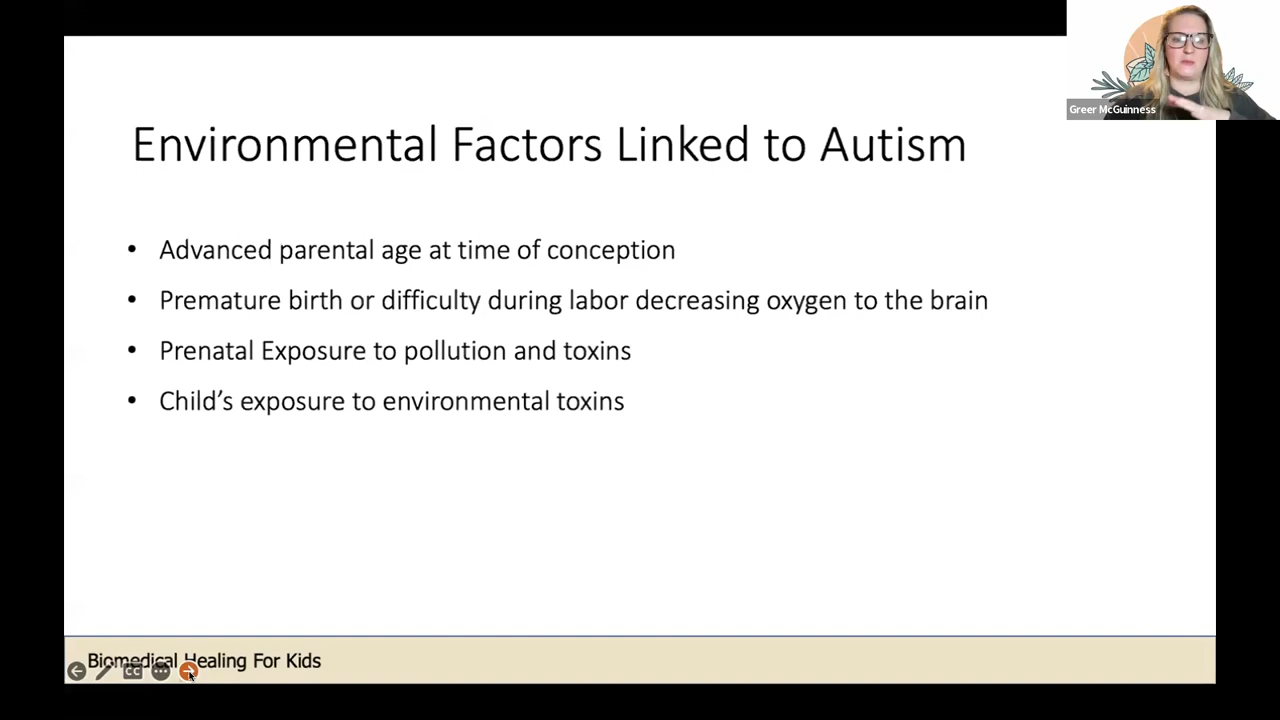 Greer McGuinness
Environmental Factors Linked to Autism
• Advanced parental age at time of conception
• Premature birth or difficulty during labor decreasing oxygen to the brain
• Prenatal Exposure to pollution and toxins
• Child’s exposure to environmental toxins
Biomedical Healing For Kids
CC